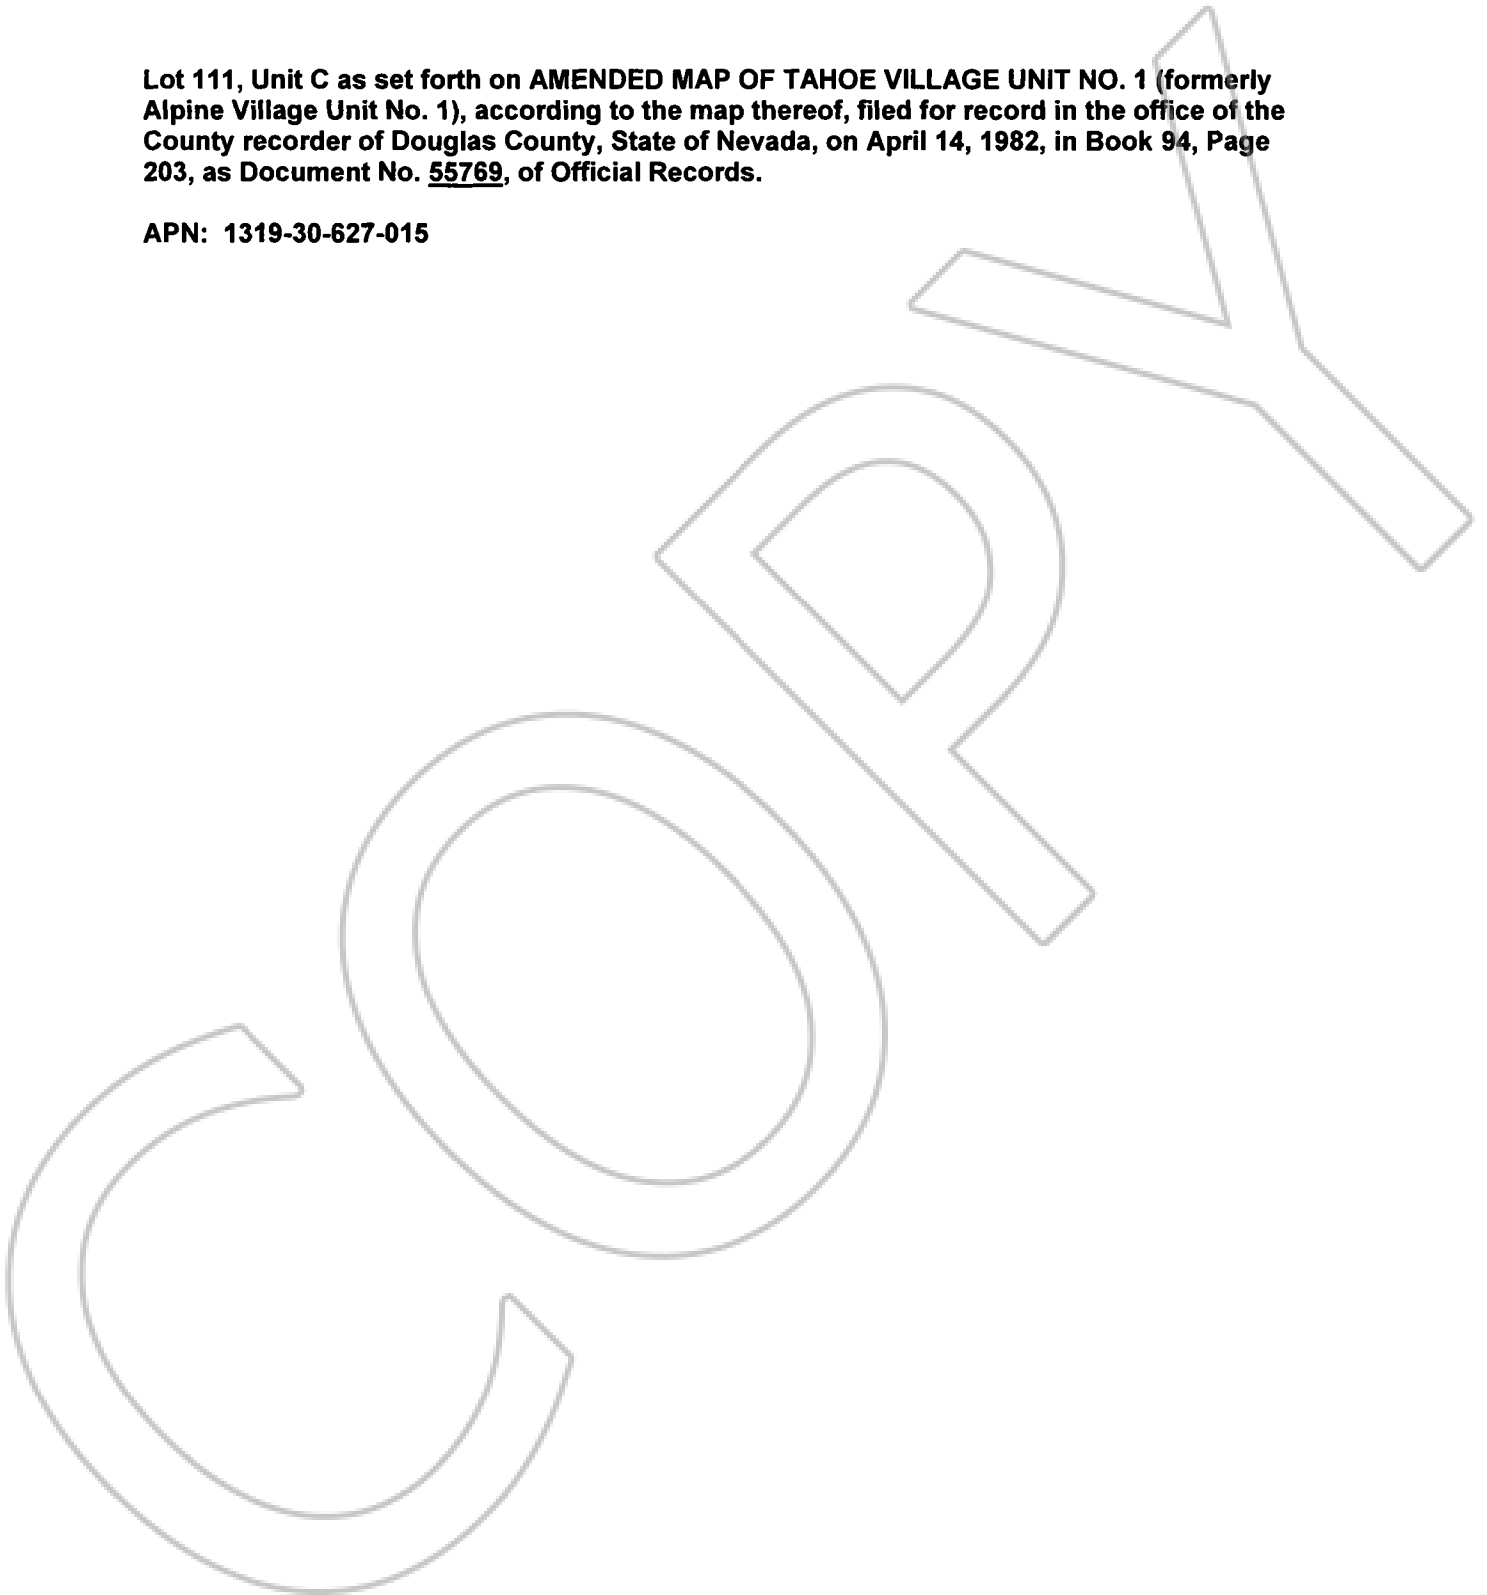 Lot 111, Unit C as set forth on AMENDED MAP OF TAHOE VILLAGE UNIT NO. 1 (formerly
Alpine Village Unit No. 1), according to the map thereof, filed for record in the office of the
County recorder of Douglas County, State of Nevada, on April 14, 1982, in Book 94, Page
203, as Document No. 55769, of Official Records.
APN: 1319-30-627-015
COPY